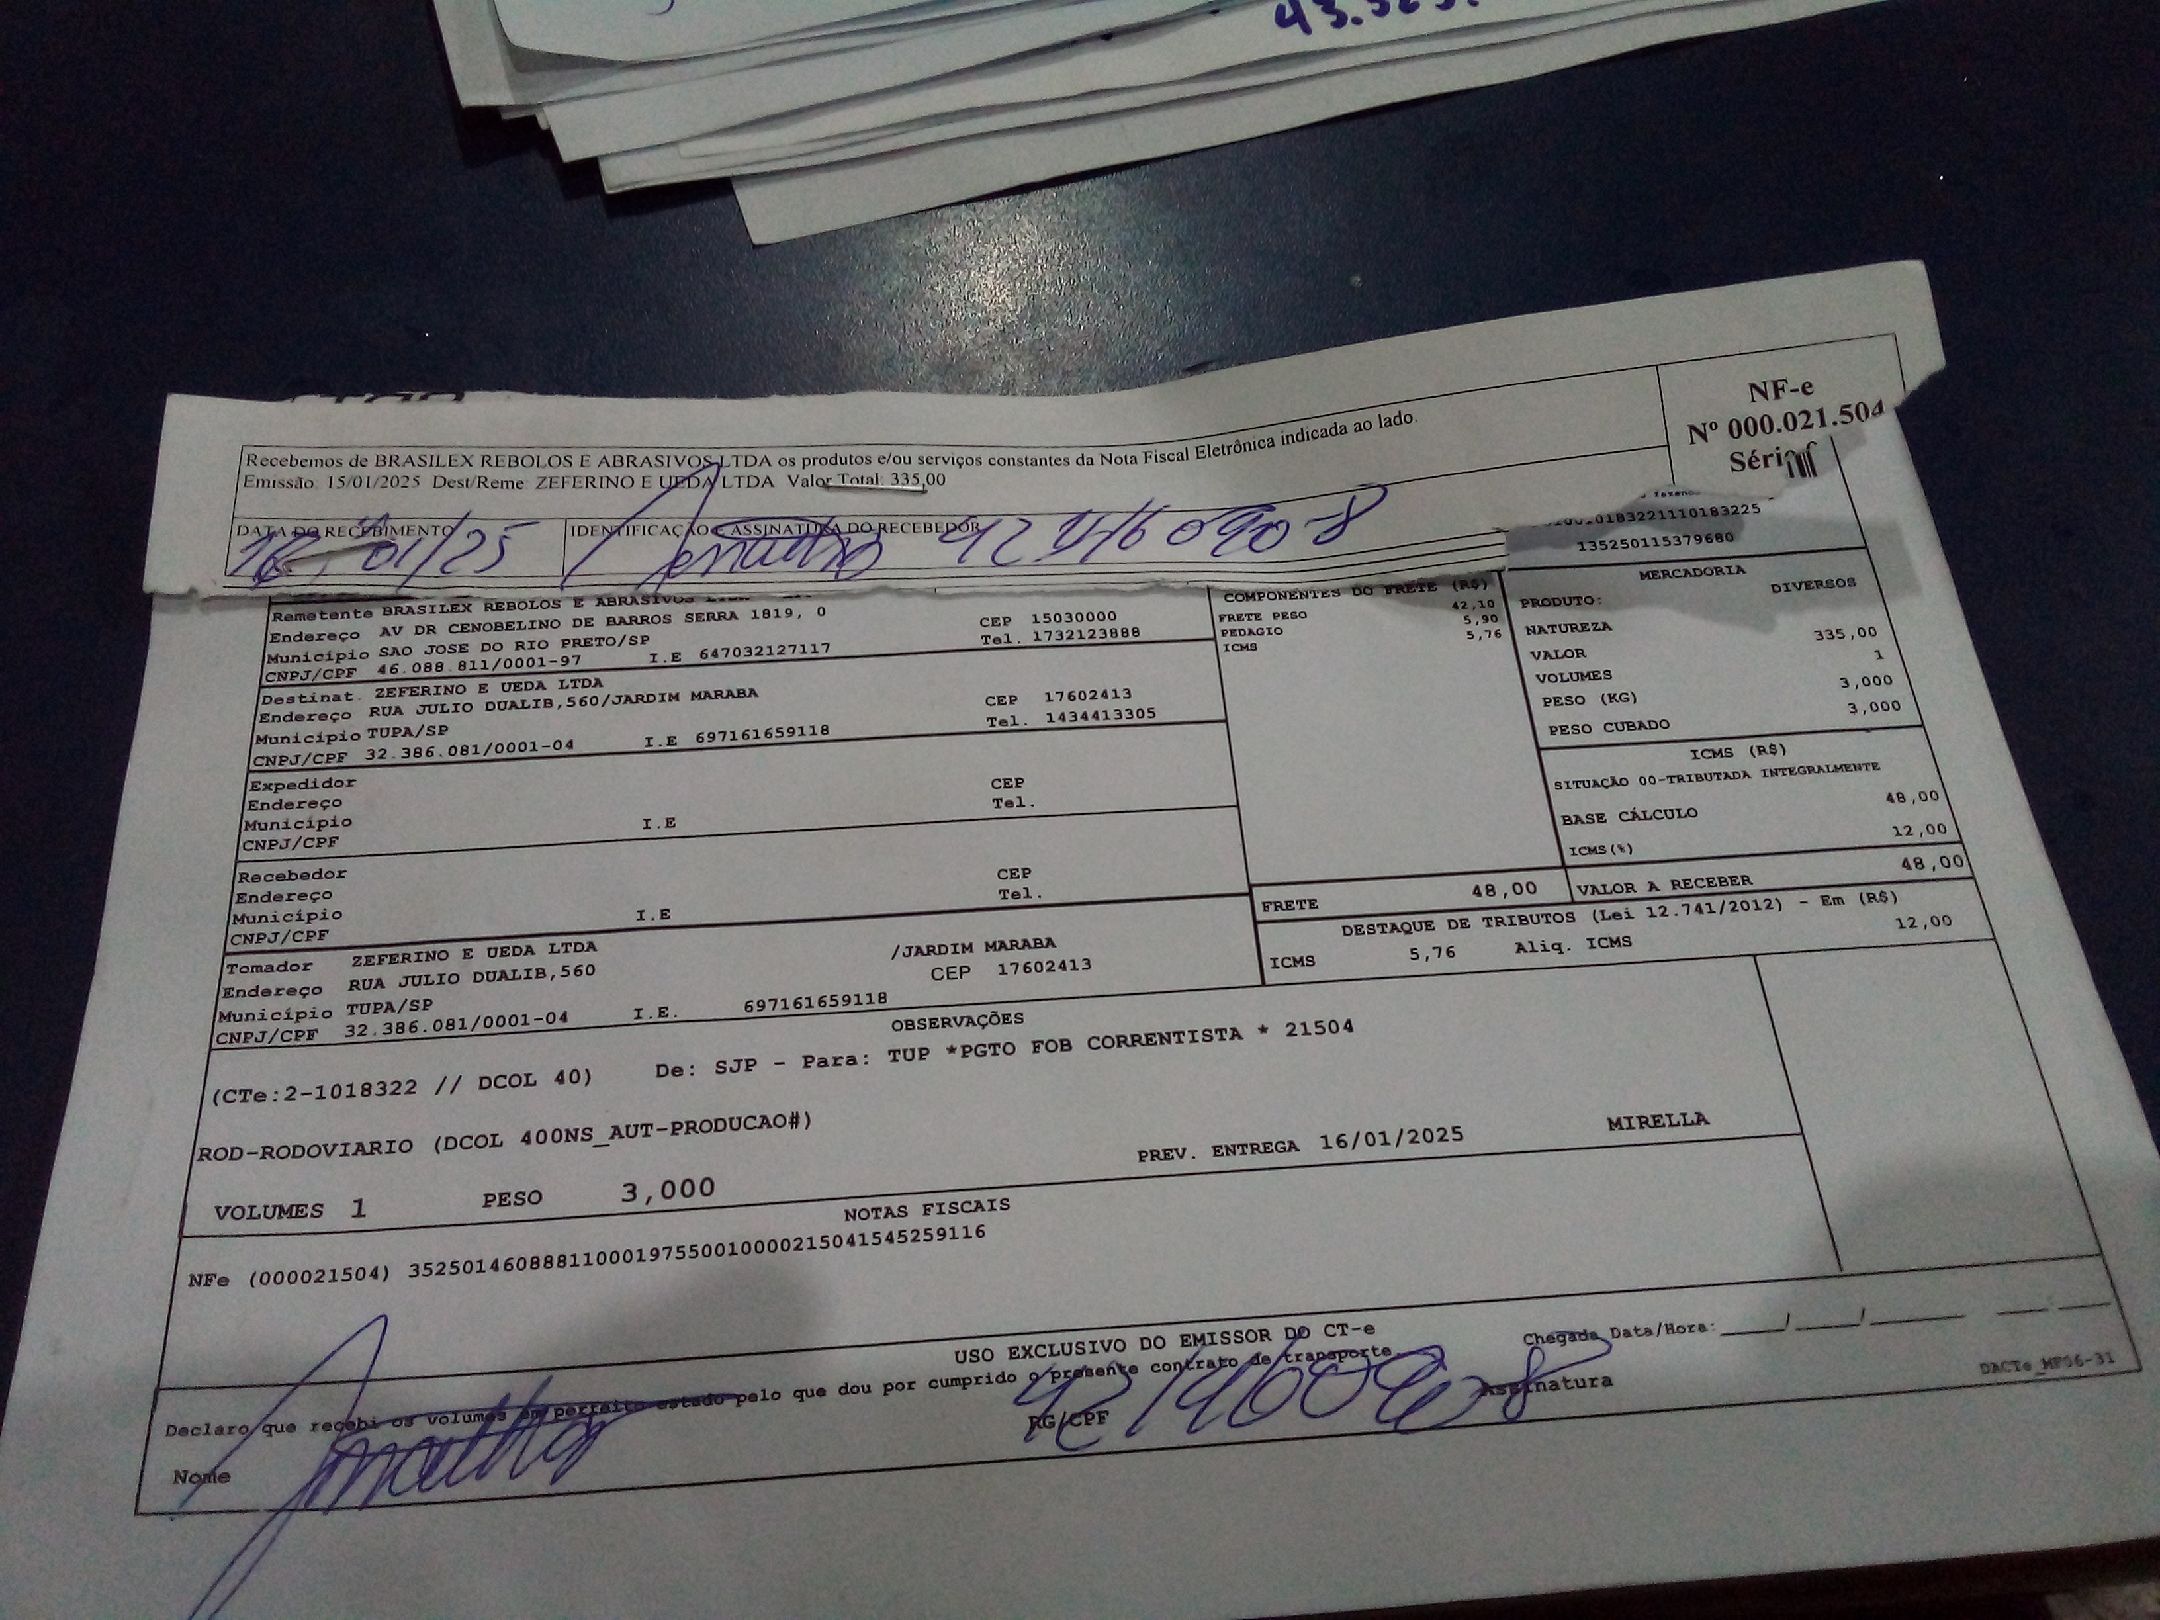 43.323.
NF-e
Nº 000.021.504
Recebemos de BRASILEX REBOLOS E ABRASIVOS LTDA os produtos e/ou serviços constantes da Nota Fiscal Eletrônica indicada ao lado.
Emissão: 15/01/2025 Dest/Reme: ZEFERINO E UEDA LTDA Valor Total: 335,00
DATA DO RECEBIMENTO IDENTIFICAÇÃO E ASSINATURA DO RECEBEDOR
16/01/25
135250115379680
Remetente BRASILEX REBOLOS E ABRASIVOS
Endereço AV DR CENOBELINO DE BARROS SERRA 1819, 0 CEP 15030000
Município SAO JOSE DO RIO PRETO/SP Tel. 1732123888
CNPJ/CPF 46.088.811/0001-97 I.E 647032127117
Destinat. ZEFERINO E UEDA LTDA
Endereço RUA JULIO DUALIB,560/JARDIM MARABA CEP 17602413
Município TUPA/SP Tel. 1434413305
CNPJ/CPF 32.386.081/0001-04 I.E 697161659118
Expedidor
Endereço CEP
Município Tel.
CNPJ/CPF I.E
Recebedor
Endereço CEP
Município Tel.
CNPJ/CPF I.E
Tomador ZEFERINO E UEDA LTDA
Endereço RUA JULIO DUALIB,560 /JARDIM MARABA
Município TUPA/SP CEP 17602413
CNPJ/CPF 32.386.081/0001-04 I.E. 697161659118
COMPONENTES DO FRETE (R$)
FRETE PESO 42,10
PEDAGIO 5,90
ICMS 5,76
MERCADORIA
PRODUTO: DIVERSOS
NATUREZA
VALOR 335,00
VOLUMES 1
PESO (KG) 3,000
PESO CUBADO 3,000
ICMS (R$)
SITUAÇÃO 00-TRIBUTADA INTEGRALMENTE
BASE CÁLCULO 48,00
ICMS(%) 12,00
FRETE 48,00 VALOR A RECEBER 48,00
DESTAQUE DE TRIBUTOS (Lei 12.741/2012) - Em (R$)
ICMS 5,76 Aliq. ICMS 12,00
OBSERVAÇÕES
(CTe:2-1018322 // DCOL 40) De: SJP - Para: TUP *PGTO FOB CORRENTISTA * 21504
ROD-RODOVIARIO (DCOL 400NS_AUT-PRODUCAO#)
PREV. ENTREGA 16/01/2025 MIRELLA
VOLUMES 1 PESO 3,000
NOTAS FISCAIS
NFe (000021504) 35250146088811000197550010000215041545259116
USO EXCLUSIVO DO EMISSOR DO CT-e
Declaro que recebi os volumes em perfeito estado pelo que dou por cumprido o presente contrato de transporte
Chegada Data/Hora: ____/____/______ ___ ___
Nome RG/CPF Assinatura
DACTe_MF06-31